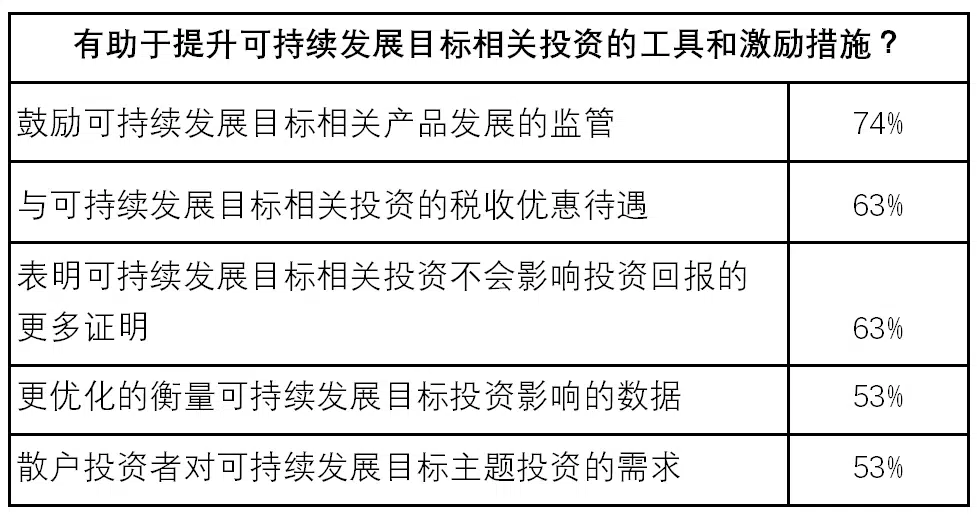 有助于提升可持续发展目标相关投资的工具和激励措施？
鼓励可持续发展目标相关产品发展的监管 74%
与可持续发展目标相关投资的税收优惠待遇 63%
表明可持续发展目标相关投资不会影响投资回报的
更多证明 63%
更优化的衡量可持续发展目标投资影响的数据 53%
散户投资者对可持续发展目标主题投资的需求 53%